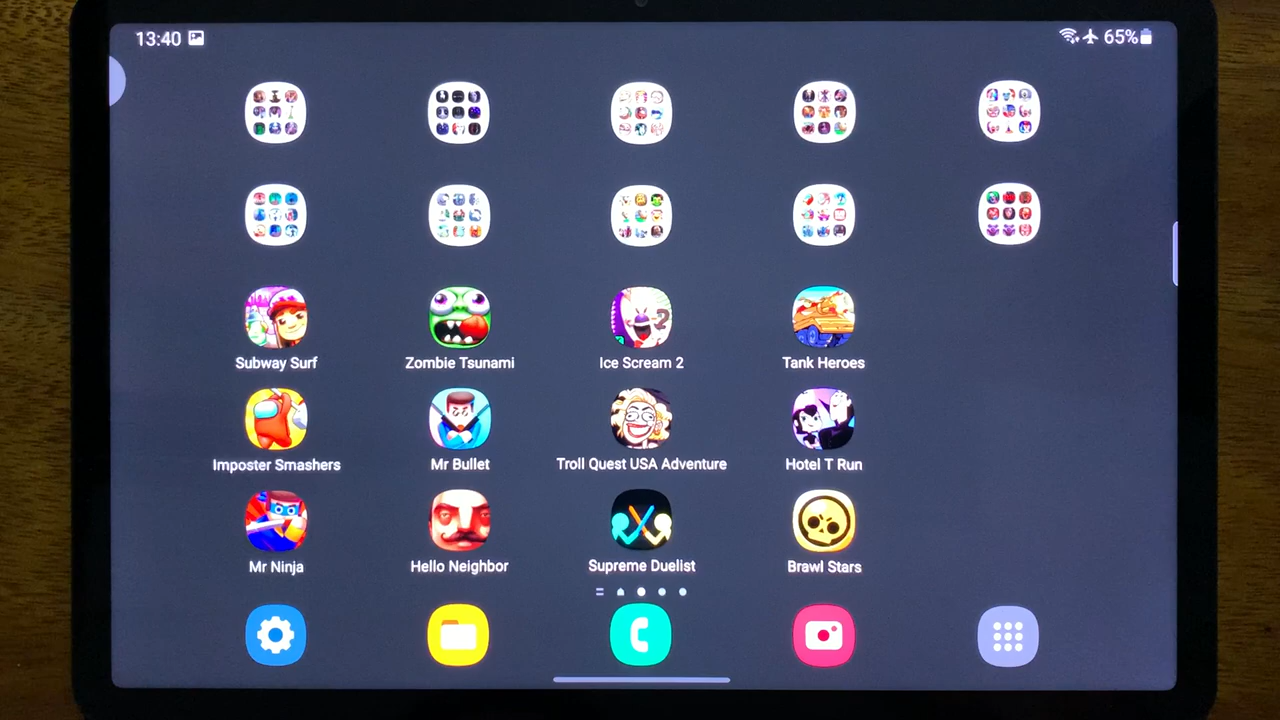 13:40
65%
Subway Surf
Zombie Tsunami
Ice Scream 2
Tank Heroes
2
Imposter Smashers
Mr Bullet
Troll Quest USA Adventure
Hotel T Run
Mr Ninja
Hello Neighbor
Supreme Duelist
Brawl Stars